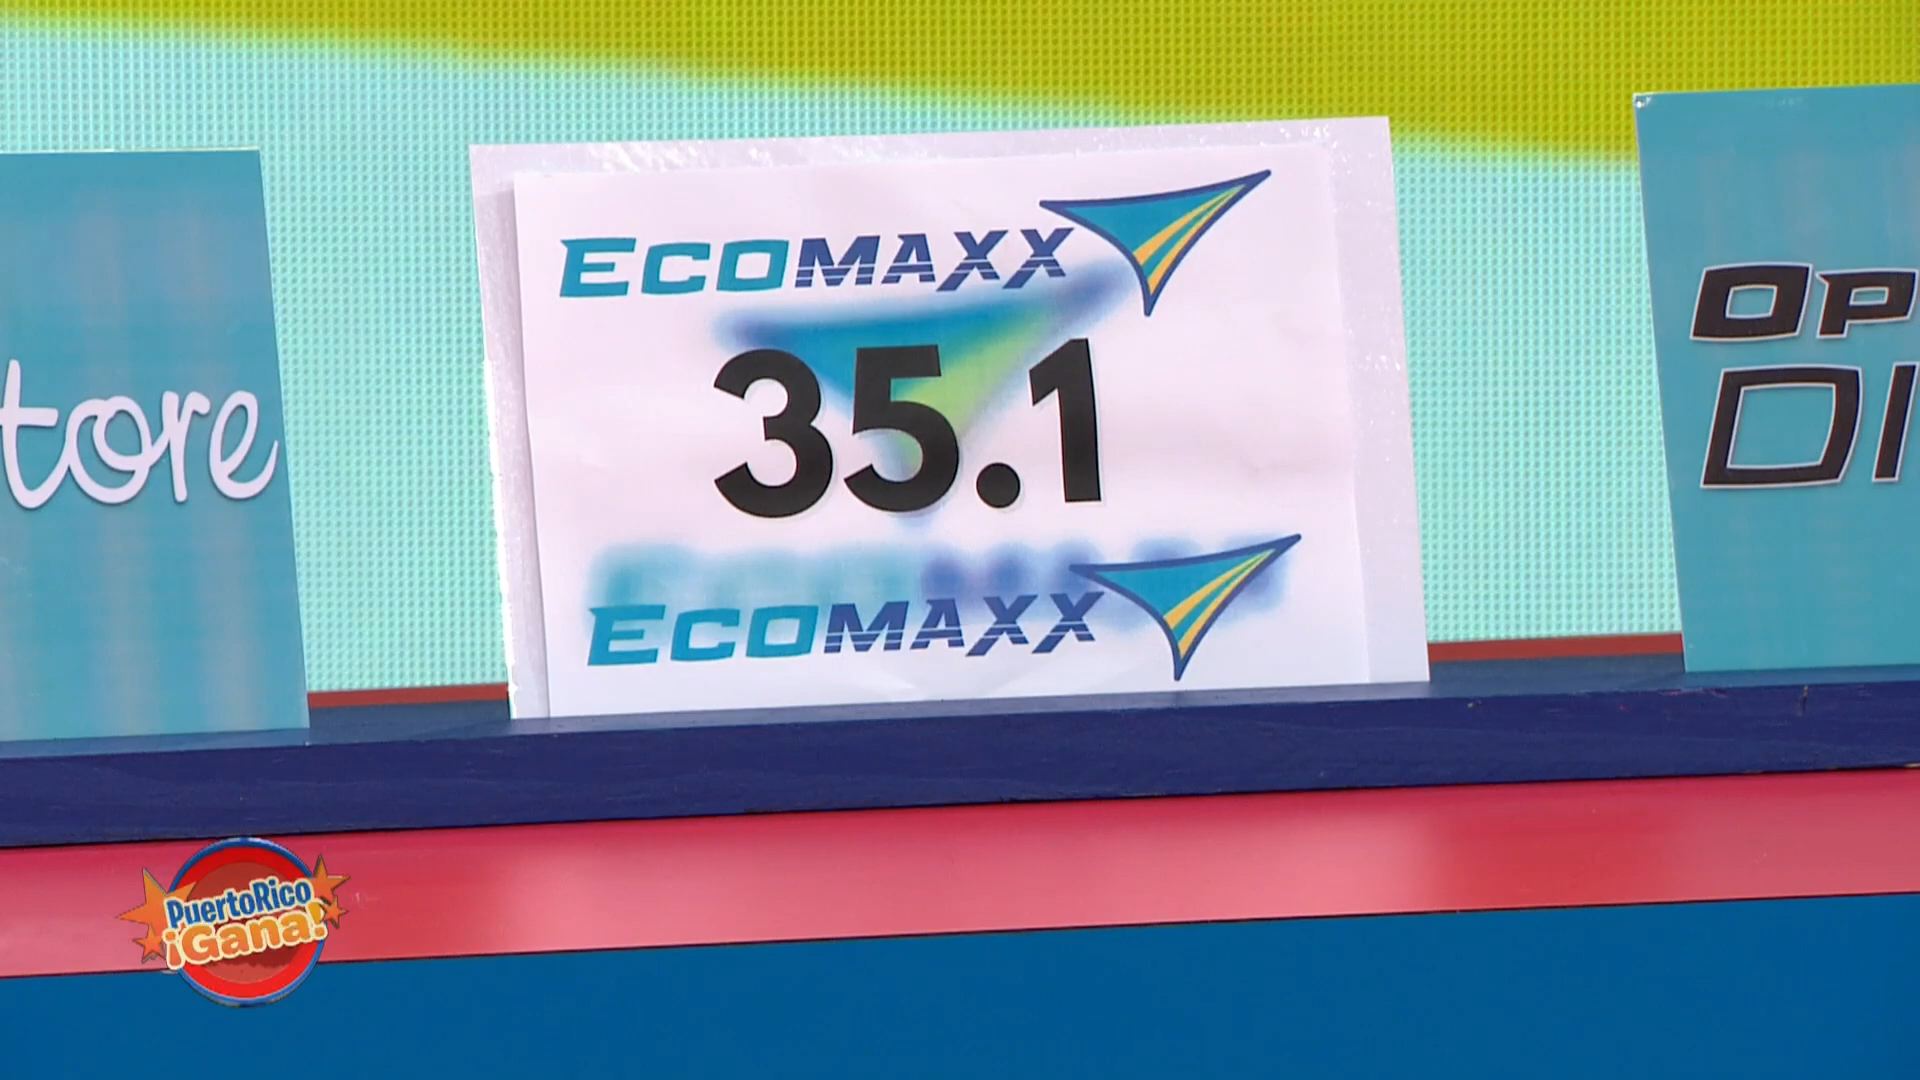 ECOMAXX
35.1
ECOMAXX
tore
OP
DI
PuertoRico
¡Gana!